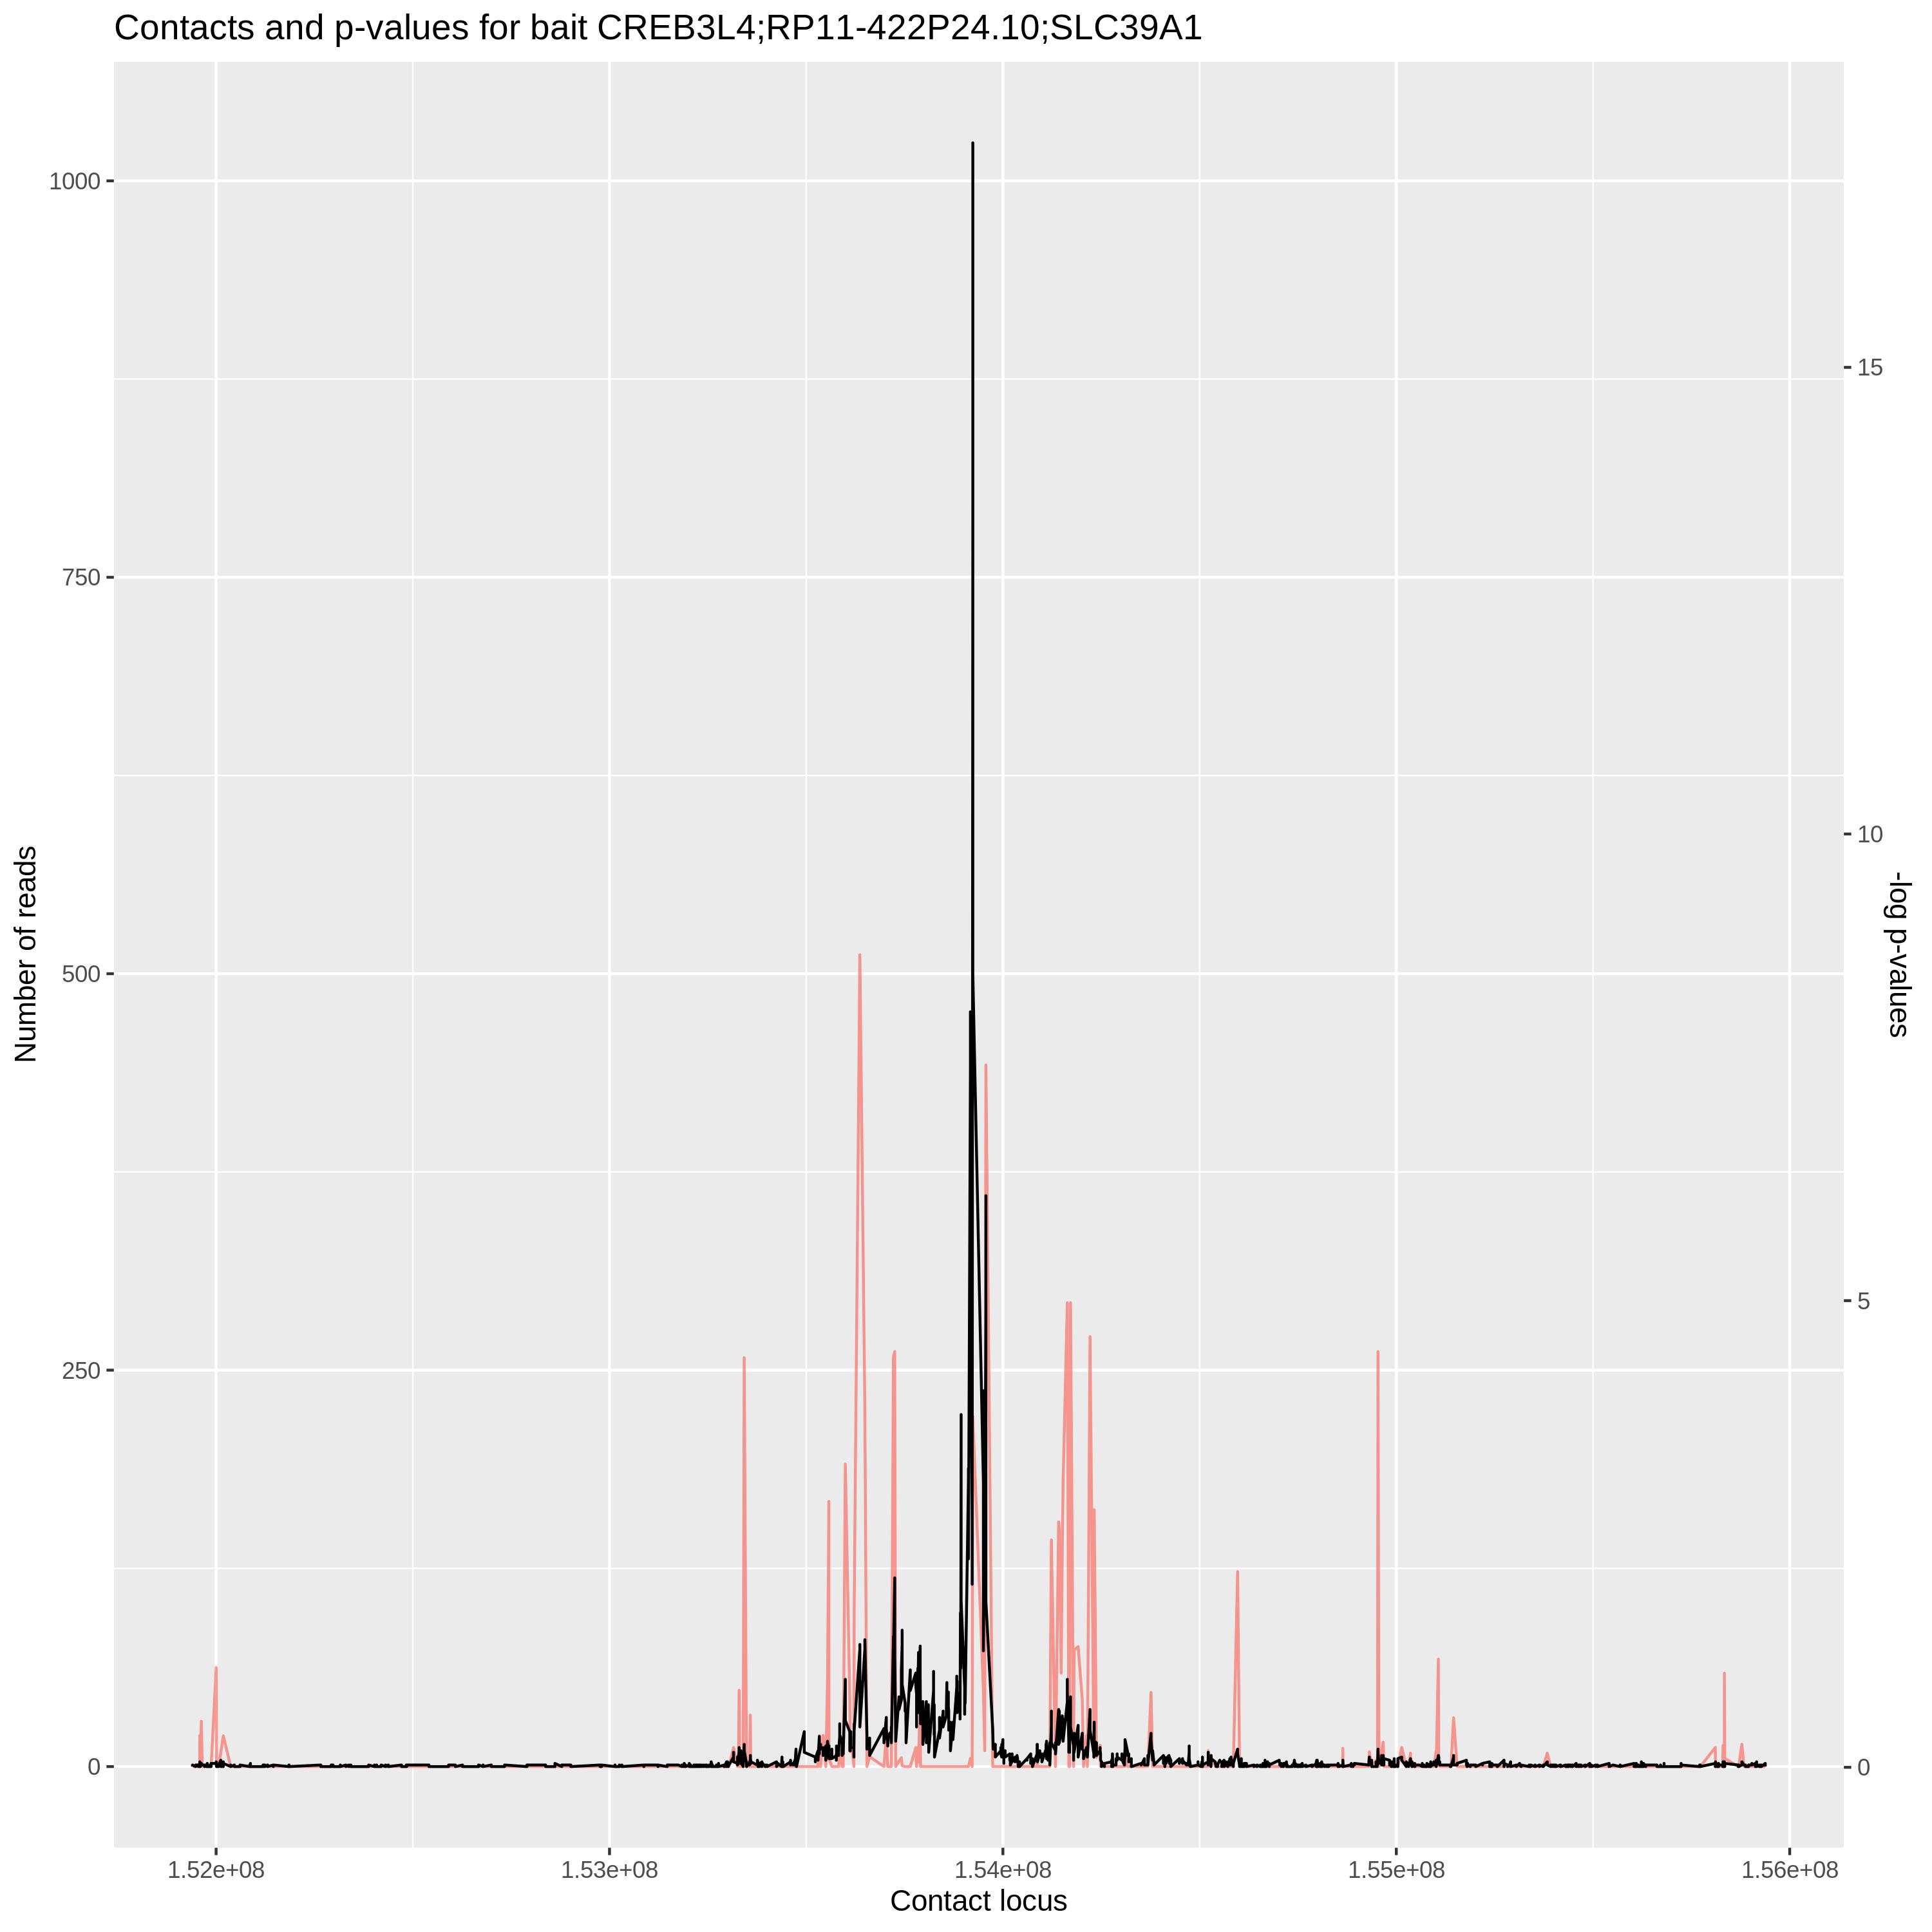 Contacts and p-values for bait CREB3L4;RP11-422P24.10;SLC39A1
1000
750
500
250
0
Number of reads
15
10
5
0
-log p-values
1.52e+08
1.53e+08
1.54e+08
1.55e+08
1.56e+08
Contact locus